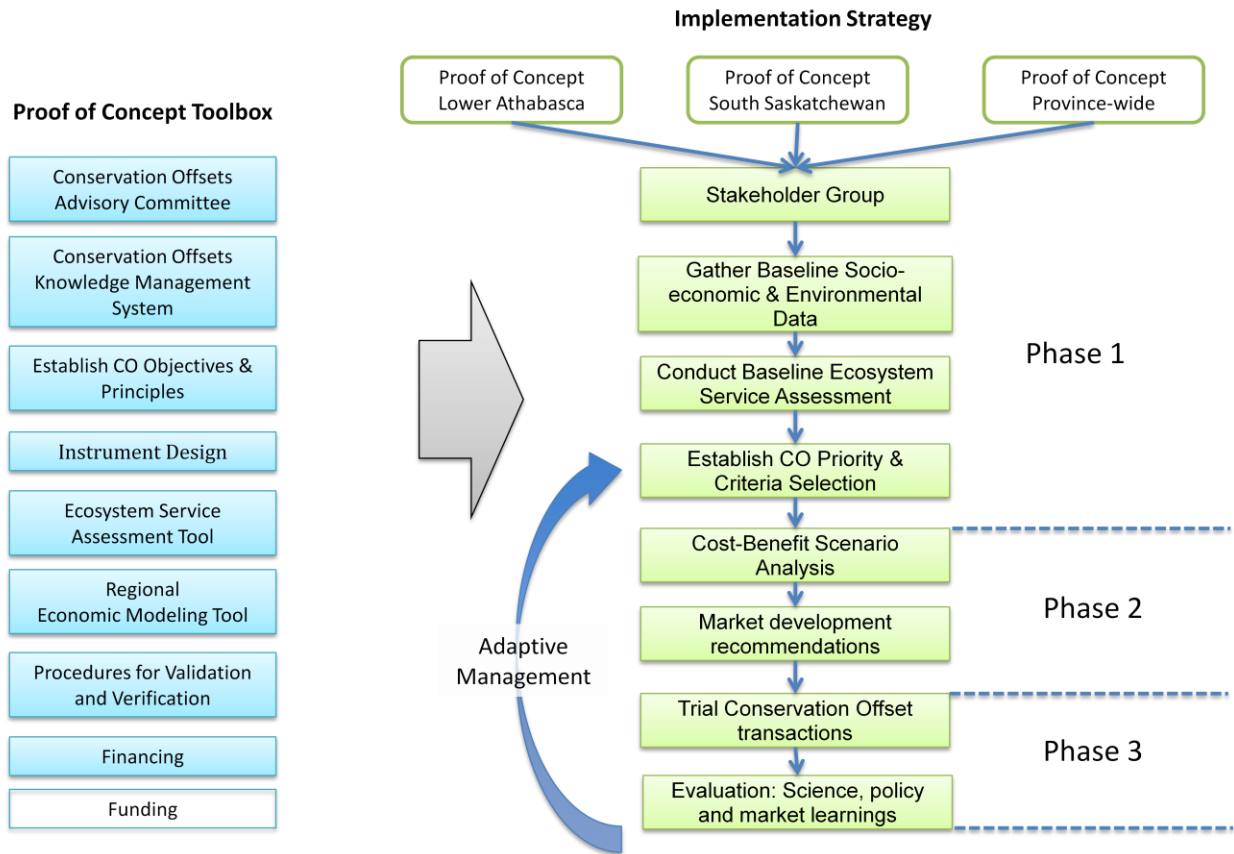 Implementation Strategy
Proof of Concept
Lower Athabasca
Proof of Concept
South Saskatchewan
Proof of Concept
Province-wide
Proof of Concept Toolbox
Conservation Offsets
Advisory Committee
Conservation Offsets
Knowledge Management
System
Establish CO Objectives &
Principles
Instrument Design
Ecosystem Service
Assessment Tool
Regional
Economic Modeling Tool
Procedures for Validation
and Verification
Financing
Funding
Stakeholder Group
Gather Baseline Socio-
economic & Environmental
Data
Conduct Baseline Ecosystem
Service Assessment
Establish CO Priority &
Criteria Selection
Cost-Benefit Scenario
Analysis
Market development
recommendations
Trial Conservation Offset
transactions
Evaluation: Science, policy
and market learnings
Adaptive
Management
Phase 1
Phase 2
Phase 3